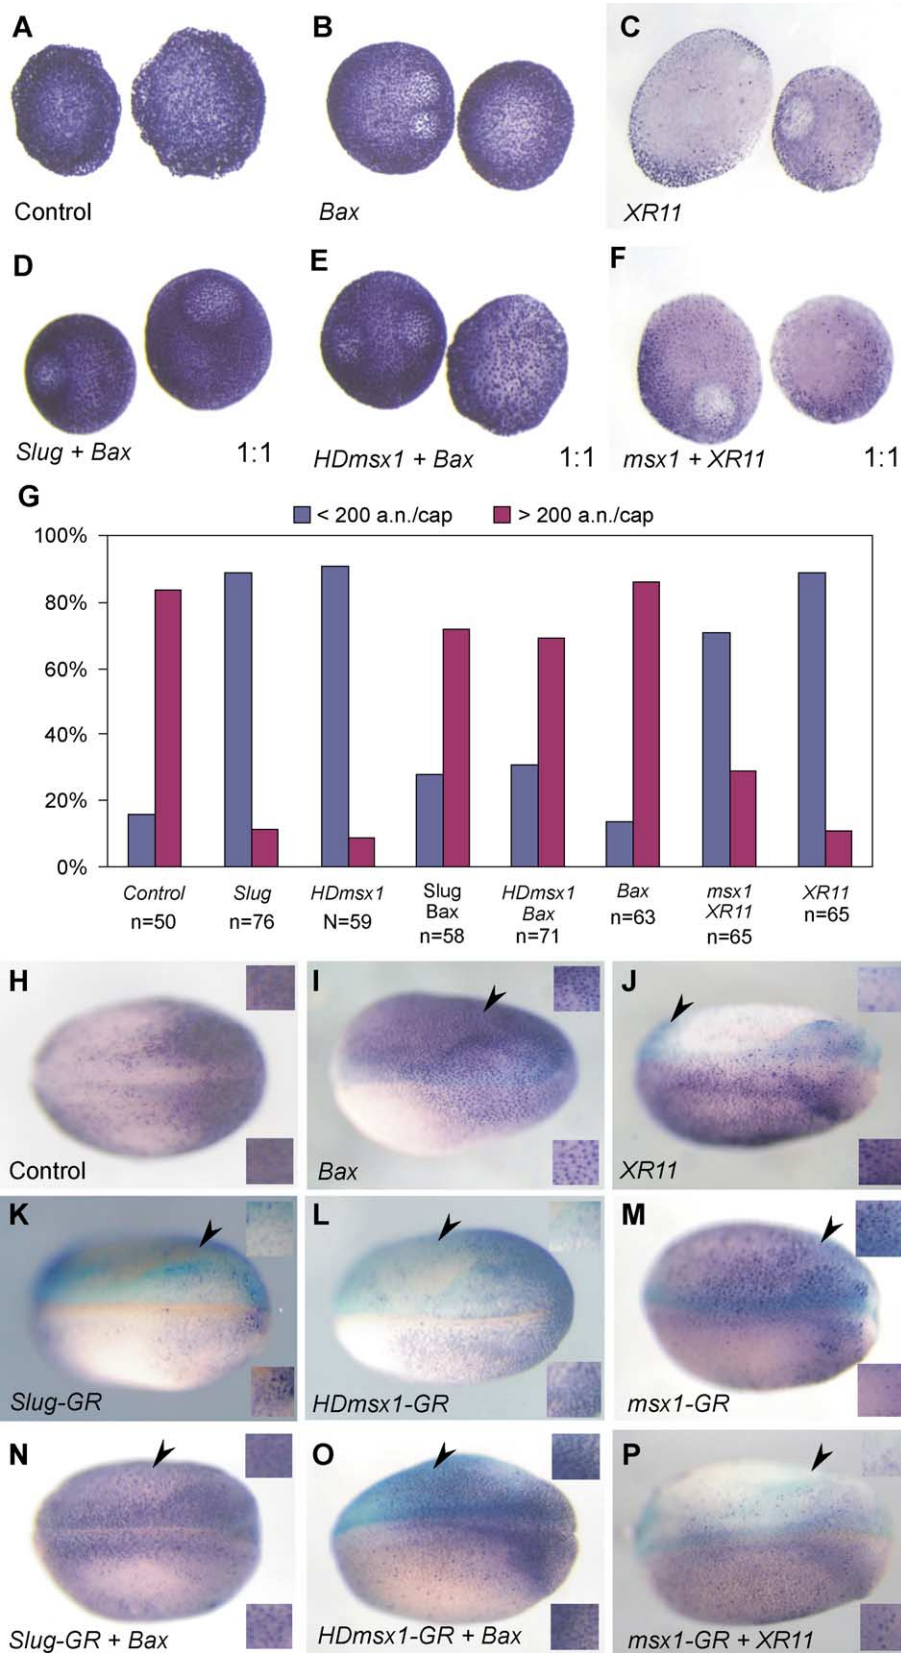 A
B
C
Control
Bax
XR11
D
E
F
Slug + Bax 1:1
HDmsx1 + Bax 1:1
msx1 + XR11 1:1
G
< 200 a.n./cap > 200 a.n./cap
100%
80%
60%
40%
20%
0%
Control Slug HDmsx1 Slug HDmsx1 Bax msx1 XR11
n=50 n=76 N=59 Bax Bax n=63 XR11 n=65
n=58 n=71 n=65
H
I
J
Control
Bax
XR11
K
L
M
Slug-GR
HDmsx1-GR
msx1-GR
N
O
P
Slug-GR + Bax
HDmsx1-GR + Bax
msx1-GR + XR11